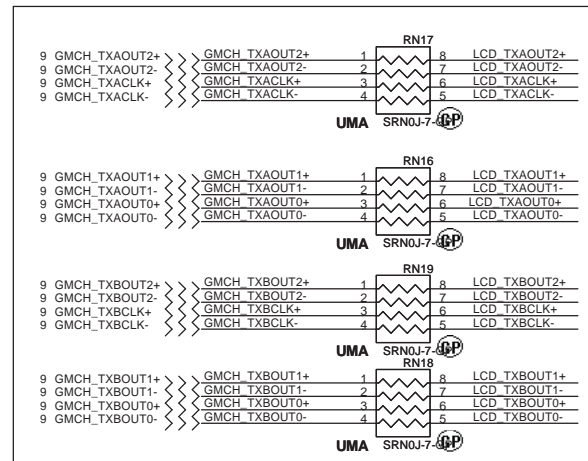 RN17
9 GMCH_TXAOUT2+ GMCH_TXAOUT2+ 1 8 LCD_TXAOUT2+
9 GMCH_TXAOUT2- GMCH_TXAOUT2- 2 7 LCD_TXAOUT2-
9 GMCH_TXACLK+ GMCH_TXACLK+ 3 6 LCD_TXACLK+
9 GMCH_TXACLK- GMCH_TXACLK- 4 5 LCD_TXACLK-
UMA SRN0J-7-GP GP
RN16
9 GMCH_TXAOUT1+ GMCH_TXAOUT1+ 1 8 LCD_TXAOUT1+
9 GMCH_TXAOUT1- GMCH_TXAOUT1- 2 7 LCD_TXAOUT1-
9 GMCH_TXAOUT0+ GMCH_TXAOUT0+ 3 6 LCD_TXAOUT0+
9 GMCH_TXAOUT0- GMCH_TXAOUT0- 4 5 LCD_TXAOUT0-
UMA SRN0J-7-GP GP
RN19
9 GMCH_TXBOUT2+ GMCH_TXBOUT2+ 1 8 LCD_TXBOUT2+
9 GMCH_TXBOUT2- GMCH_TXBOUT2- 2 7 LCD_TXBOUT2-
9 GMCH_TXBCLK+ GMCH_TXBCLK+ 3 6 LCD_TXBCLK+
9 GMCH_TXBCLK- GMCH_TXBCLK- 4 5 LCD_TXBCLK-
UMA SRN0J-7-GP GP
RN18
9 GMCH_TXBOUT1+ GMCH_TXBOUT1+ 1 8 LCD_TXBOUT1+
9 GMCH_TXBOUT1- GMCH_TXBOUT1- 2 7 LCD_TXBOUT1-
9 GMCH_TXBOUT0+ GMCH_TXBOUT0+ 3 6 LCD_TXBOUT0+
9 GMCH_TXBOUT0- GMCH_TXBOUT0- 4 5 LCD_TXBOUT0-
UMA SRN0J-7-GP GP